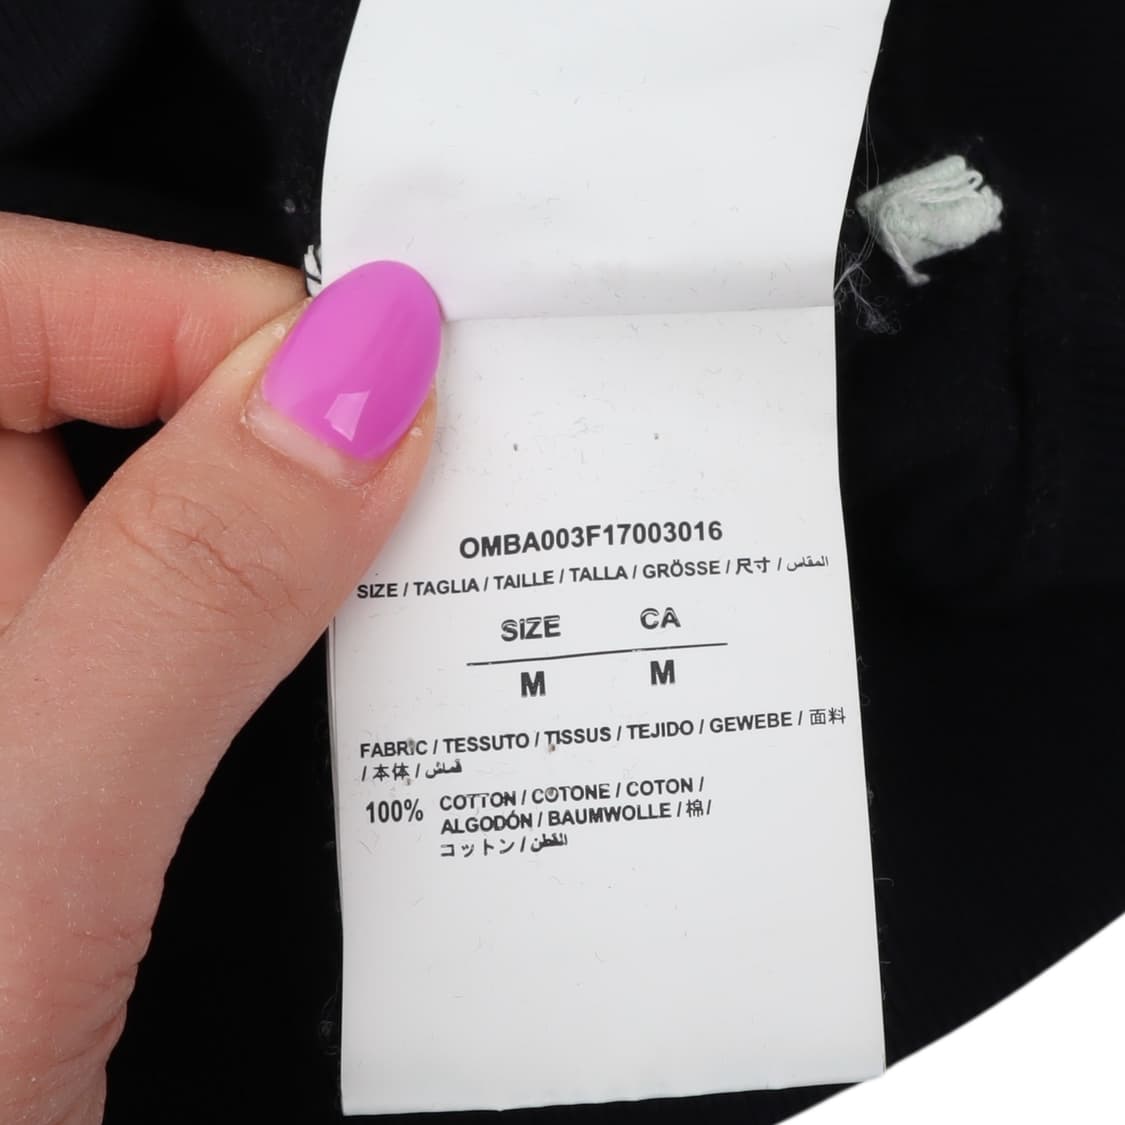 OMBA003F17003016
SIZE / TAGLIA / TAILLE / TALLA / GRÖSSE / 尺寸 / المقاس
SIZE CA
M M
FABRIC / TESSUTO / TISSUS / TEJIDO / GEWEBE / 面料
/ 本体 / قماش
100% COTTON / COTONE / COTON /
ALGODÓN / BAUMWOLLE / 棉 /
コットン / القطن